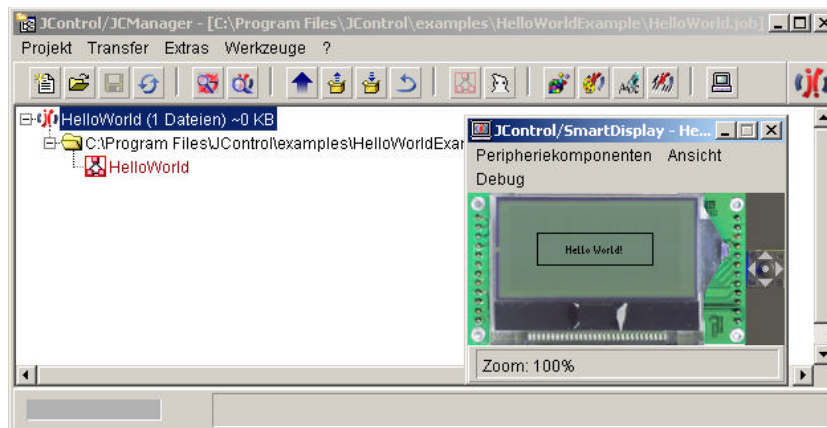 JControl/JCManager - [C:\Program Files\JControl\examples\HelloWorldExample\HelloWorld.job]
Projekt Transfer Extras Werkzeuge ?
HelloWorld (1 Dateien) ~0 KB
C:\Program Files\JControl\examples\HelloWorldExar
HelloWorld
JControl/SmartDisplay - He...
Peripheriekomponenten Ansicht
Debug
Hello World!
Zoom: 100%